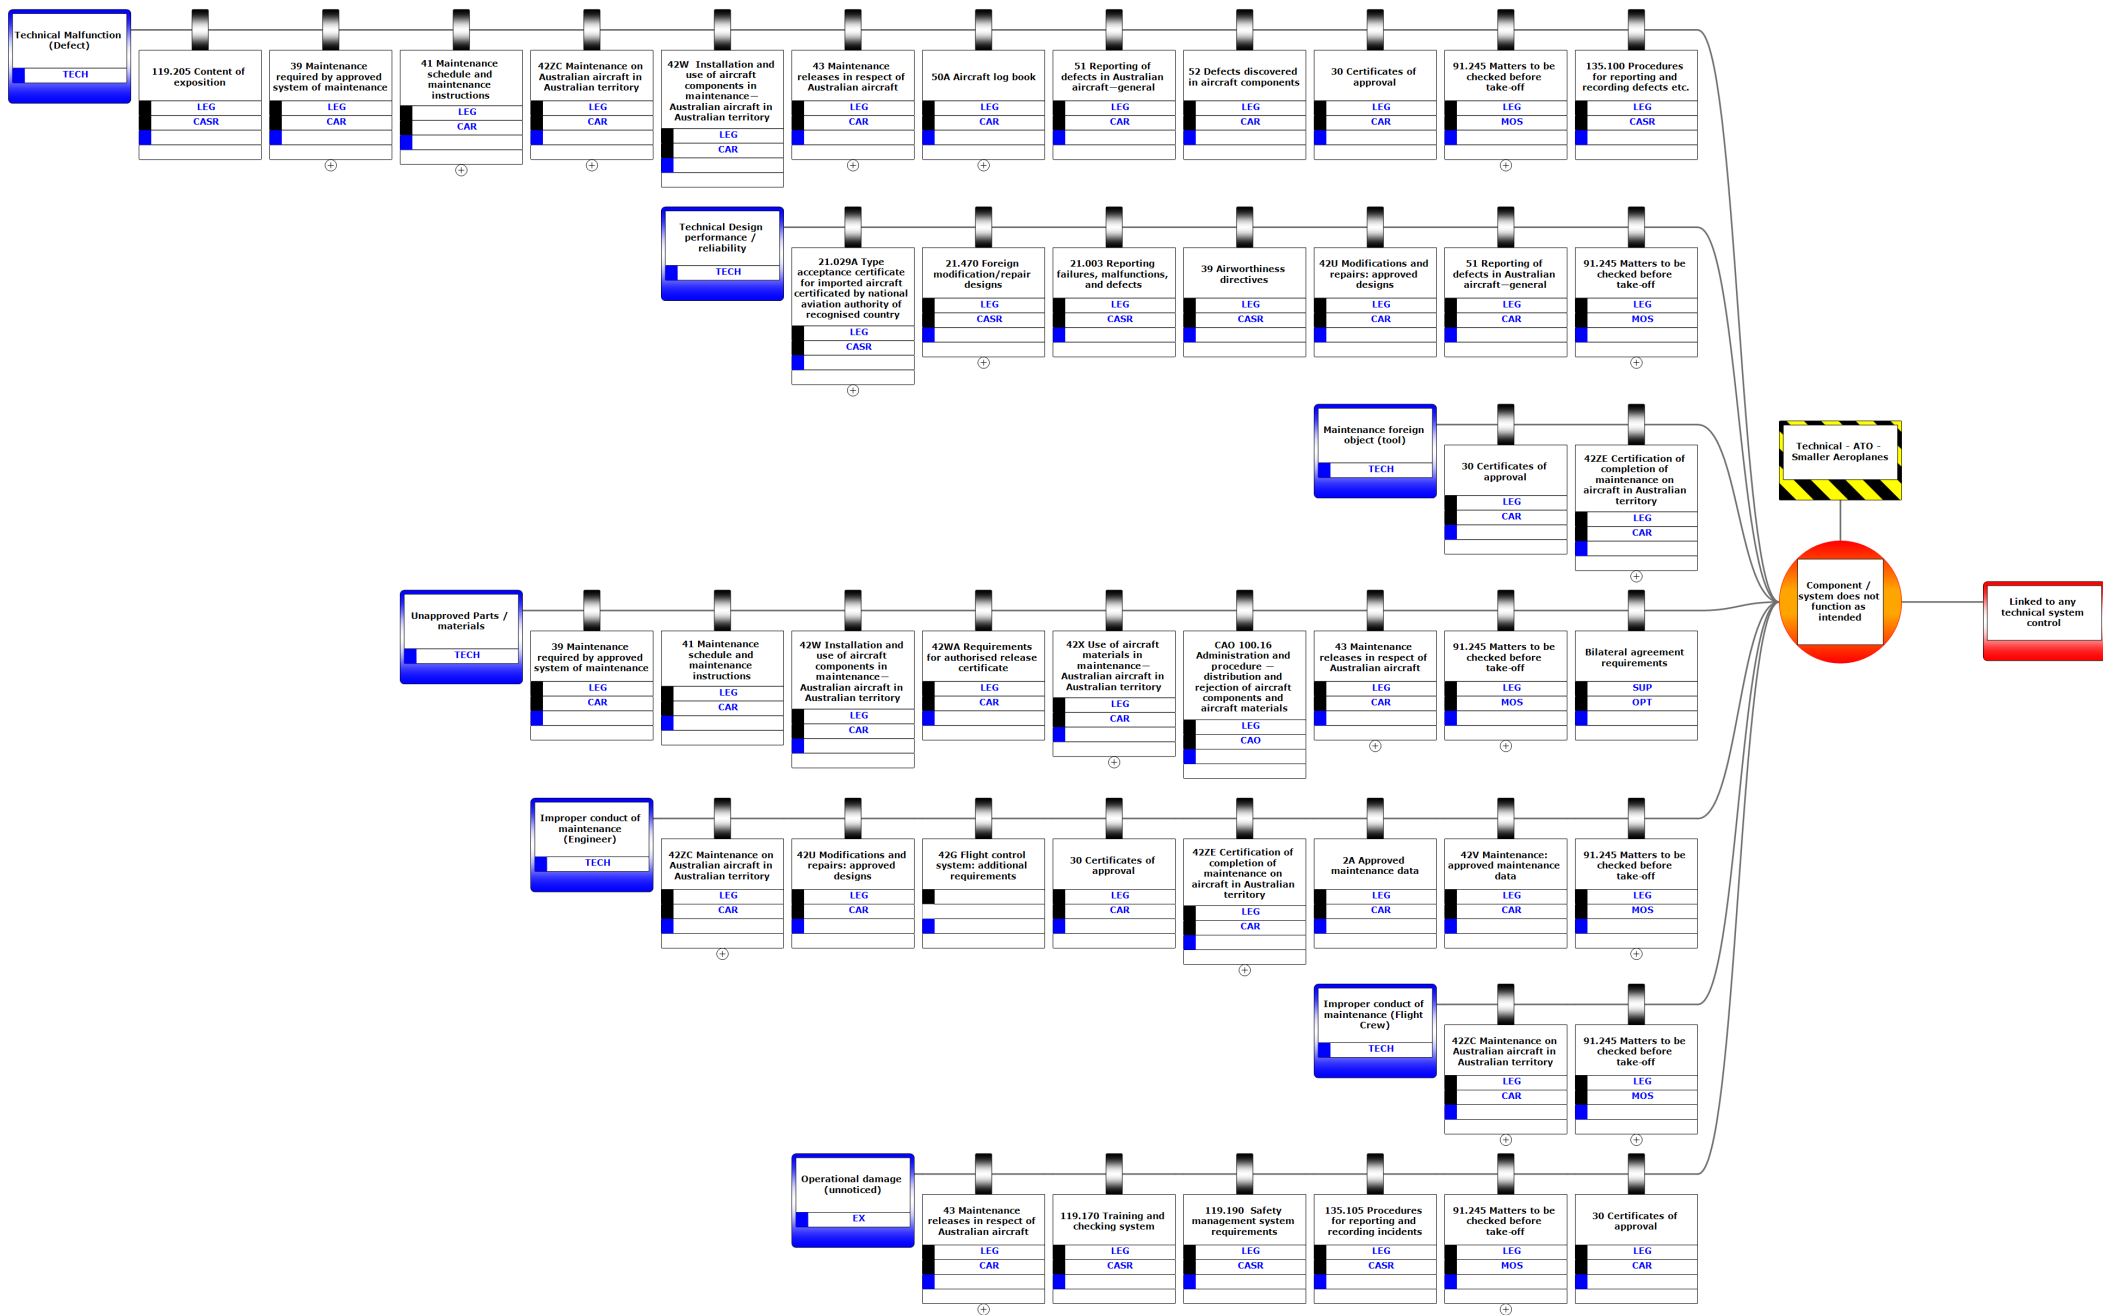 Technical Malfunction
(Defect)
TECH
119.205 Content of
exposition
LEG
CASR
39 Maintenance
required by approved
system of maintenance
LEG
CAR
41 Maintenance
schedule and
maintenance
instructions
LEG
CAR
42ZC Maintenance on
Australian aircraft in
Australian territory
LEG
CAR
42W Installation and
use of aircraft
components in
maintenance—
Australian aircraft in
Australian territory
LEG
CAR
43 Maintenance
releases in respect of
Australian aircraft
LEG
CAR
50A Aircraft log book
LEG
CAR
51 Reporting of
defects in Australian
aircraft—general
LEG
CAR
52 Defects discovered
in aircraft components
LEG
CAR
30 Certificates of
approval
LEG
CAR
91.245 Matters to be
checked before
take-off
LEG
MOS
135.100 Procedures
for reporting and
recording defects etc.
LEG
CASR
Technical Design
performance /
reliability
TECH
21.029A Type
acceptance certificate
for imported aircraft
certificated by national
aviation authority of
recognised country
LEG
CASR
21.470 Foreign
modification/repair
designs
LEG
CASR
21.003 Reporting
failures, malfunctions,
and defects
LEG
CASR
39 Airworthiness
directives
LEG
CASR
42U Modifications and
repairs: approved
designs
LEG
CAR
51 Reporting of
defects in Australian
aircraft—general
LEG
CAR
91.245 Matters to be
checked before
take-off
LEG
MOS
Maintenance foreign
object (tool)
TECH
30 Certificates of
approval
LEG
CAR
42ZE Certification of
completion of
maintenance on
aircraft in Australian
territory
LEG
CAR
Technical - ATO -
Smaller Aeroplanes
Component /
system does not
function as
intended
Linked to any
technical system
control
Unapproved Parts /
materials
TECH
39 Maintenance
required by approved
system of maintenance
LEG
CAR
41 Maintenance
schedule and
maintenance
instructions
LEG
CAR
42W Installation and
use of aircraft
components in
maintenance—
Australian aircraft in
Australian territory
LEG
CAR
42WA Requirements
for authorised release
certificate
LEG
CAR
42X Use of aircraft
materials in
maintenance—
Australian aircraft in
Australian territory
LEG
CAR
CAO 100.16
Administration and
procedure —
distribution and
rejection of aircraft
components and
aircraft materials
LEG
CAO
43 Maintenance
releases in respect of
Australian aircraft
LEG
CAR
91.245 Matters to be
checked before
take-off
LEG
MOS
Bilateral agreement
requirements
SUP
OPT
Improper conduct of
maintenance
(Engineer)
TECH
42ZC Maintenance on
Australian aircraft in
Australian territory
LEG
CAR
42U Modifications and
repairs: approved
designs
LEG
CAR
42G Flight control
system: additional
requirements
30 Certificates of
approval
LEG
CAR
42ZE Certification of
completion of
maintenance on
aircraft in Australian
territory
LEG
CAR
2A Approved
maintenance data
LEG
CAR
42V Maintenance:
approved maintenance
data
LEG
CAR
91.245 Matters to be
checked before
take-off
LEG
MOS
Improper conduct of
maintenance (Flight
Crew)
TECH
42ZC Maintenance on
Australian aircraft in
Australian territory
LEG
CAR
91.245 Matters to be
checked before
take-off
LEG
MOS
Operational damage
(unnoticed)
EX
43 Maintenance
releases in respect of
Australian aircraft
LEG
CAR
119.170 Training and
checking system
LEG
CASR
119.190 Safety
management system
requirements
LEG
CASR
135.105 Procedures
for reporting and
recording incidents
LEG
CASR
91.245 Matters to be
checked before
take-off
LEG
MOS
30 Certificates of
approval
LEG
CAR